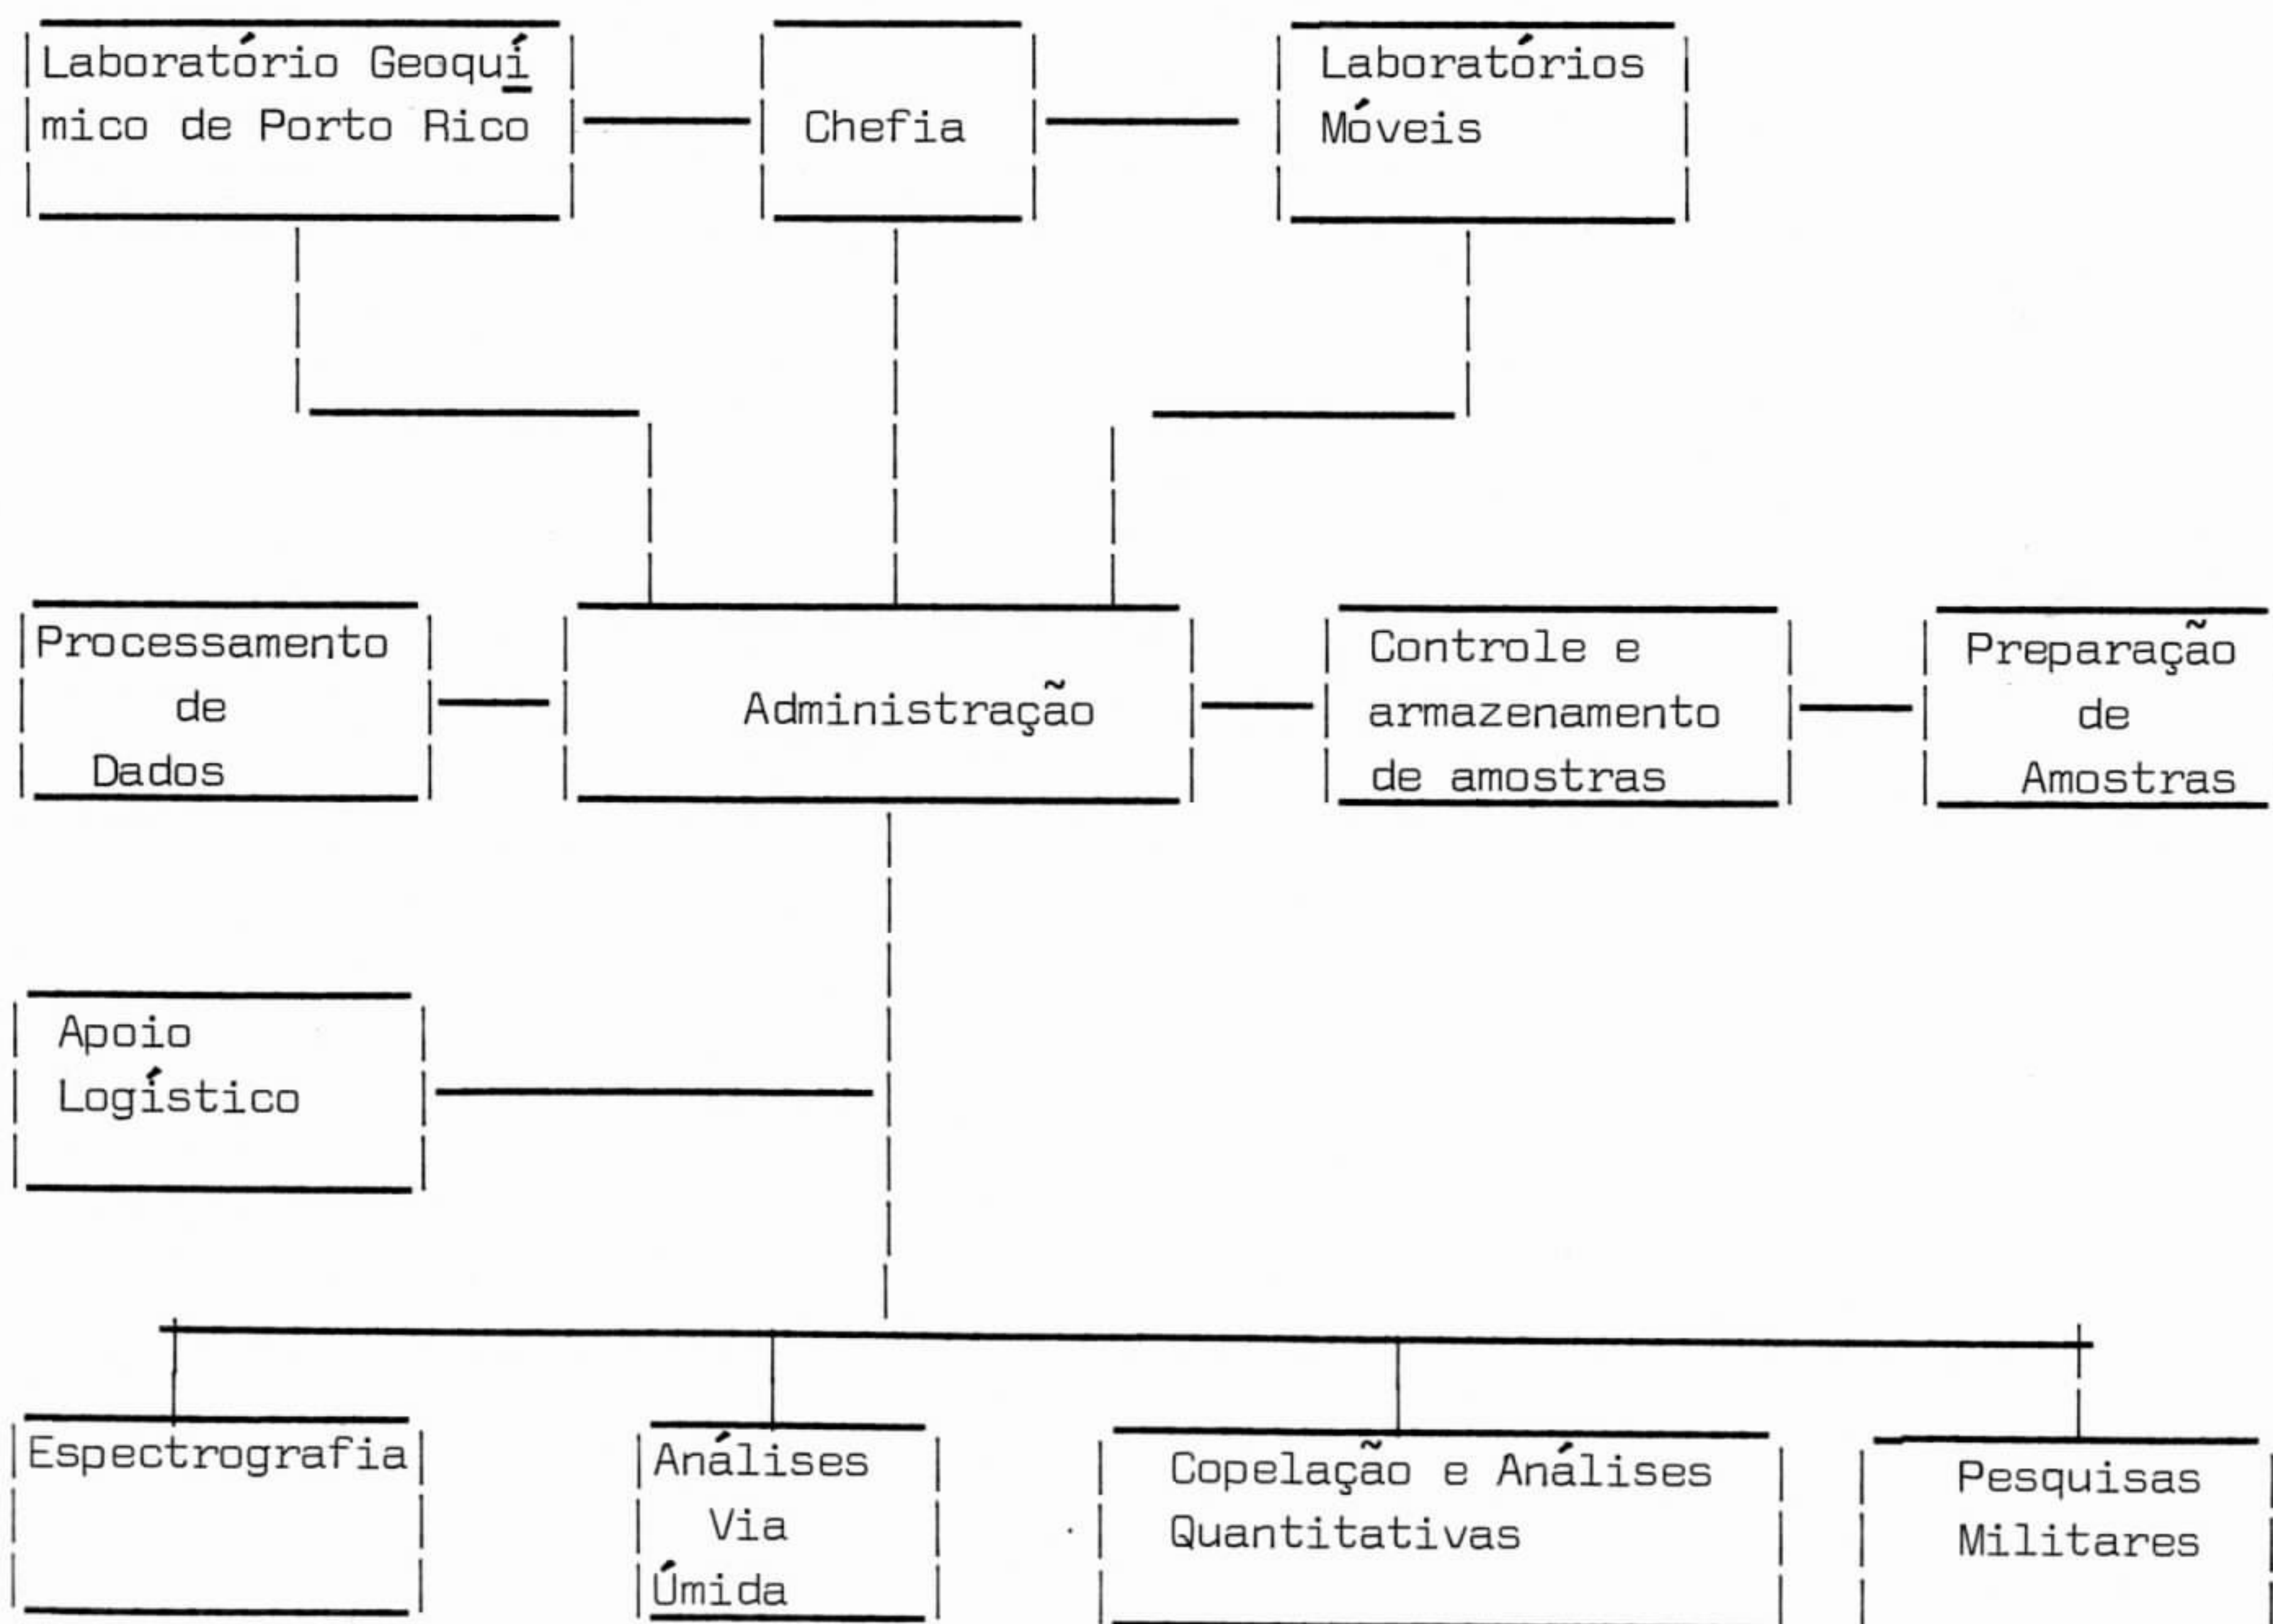 Laboratório Geoquí
mico de Porto Rico
Chefia
Laboratórios
Móveis
Processamento
de
Dados
Administração
Controle e
armazenamento
de amostras
Preparação
de
Amostras
Apoio
Logístico
Espectrografia
Análises
Via
Úmida
Copelação e Análises
Quantitativas
Pesquisas
Militares